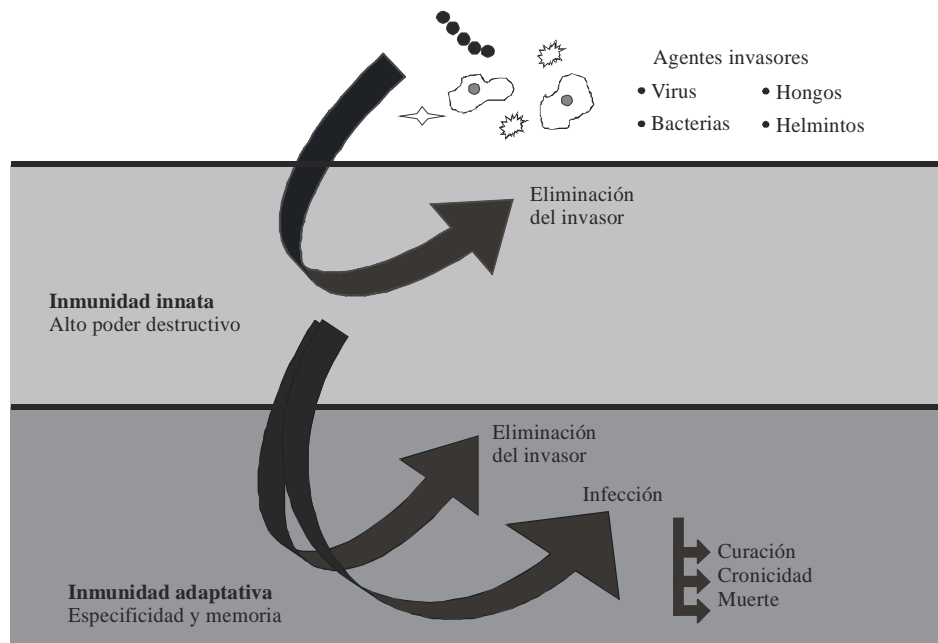 Agentes invasores
• Virus
• Hongos
• Bacterias
• Helmintos
Eliminación
del invasor
Inmunidad innata
Alto poder destructivo
Eliminación
del invasor
Infección
Curación
Cronicidad
Muerte
Inmunidad adaptativa
Especificidad y memoria